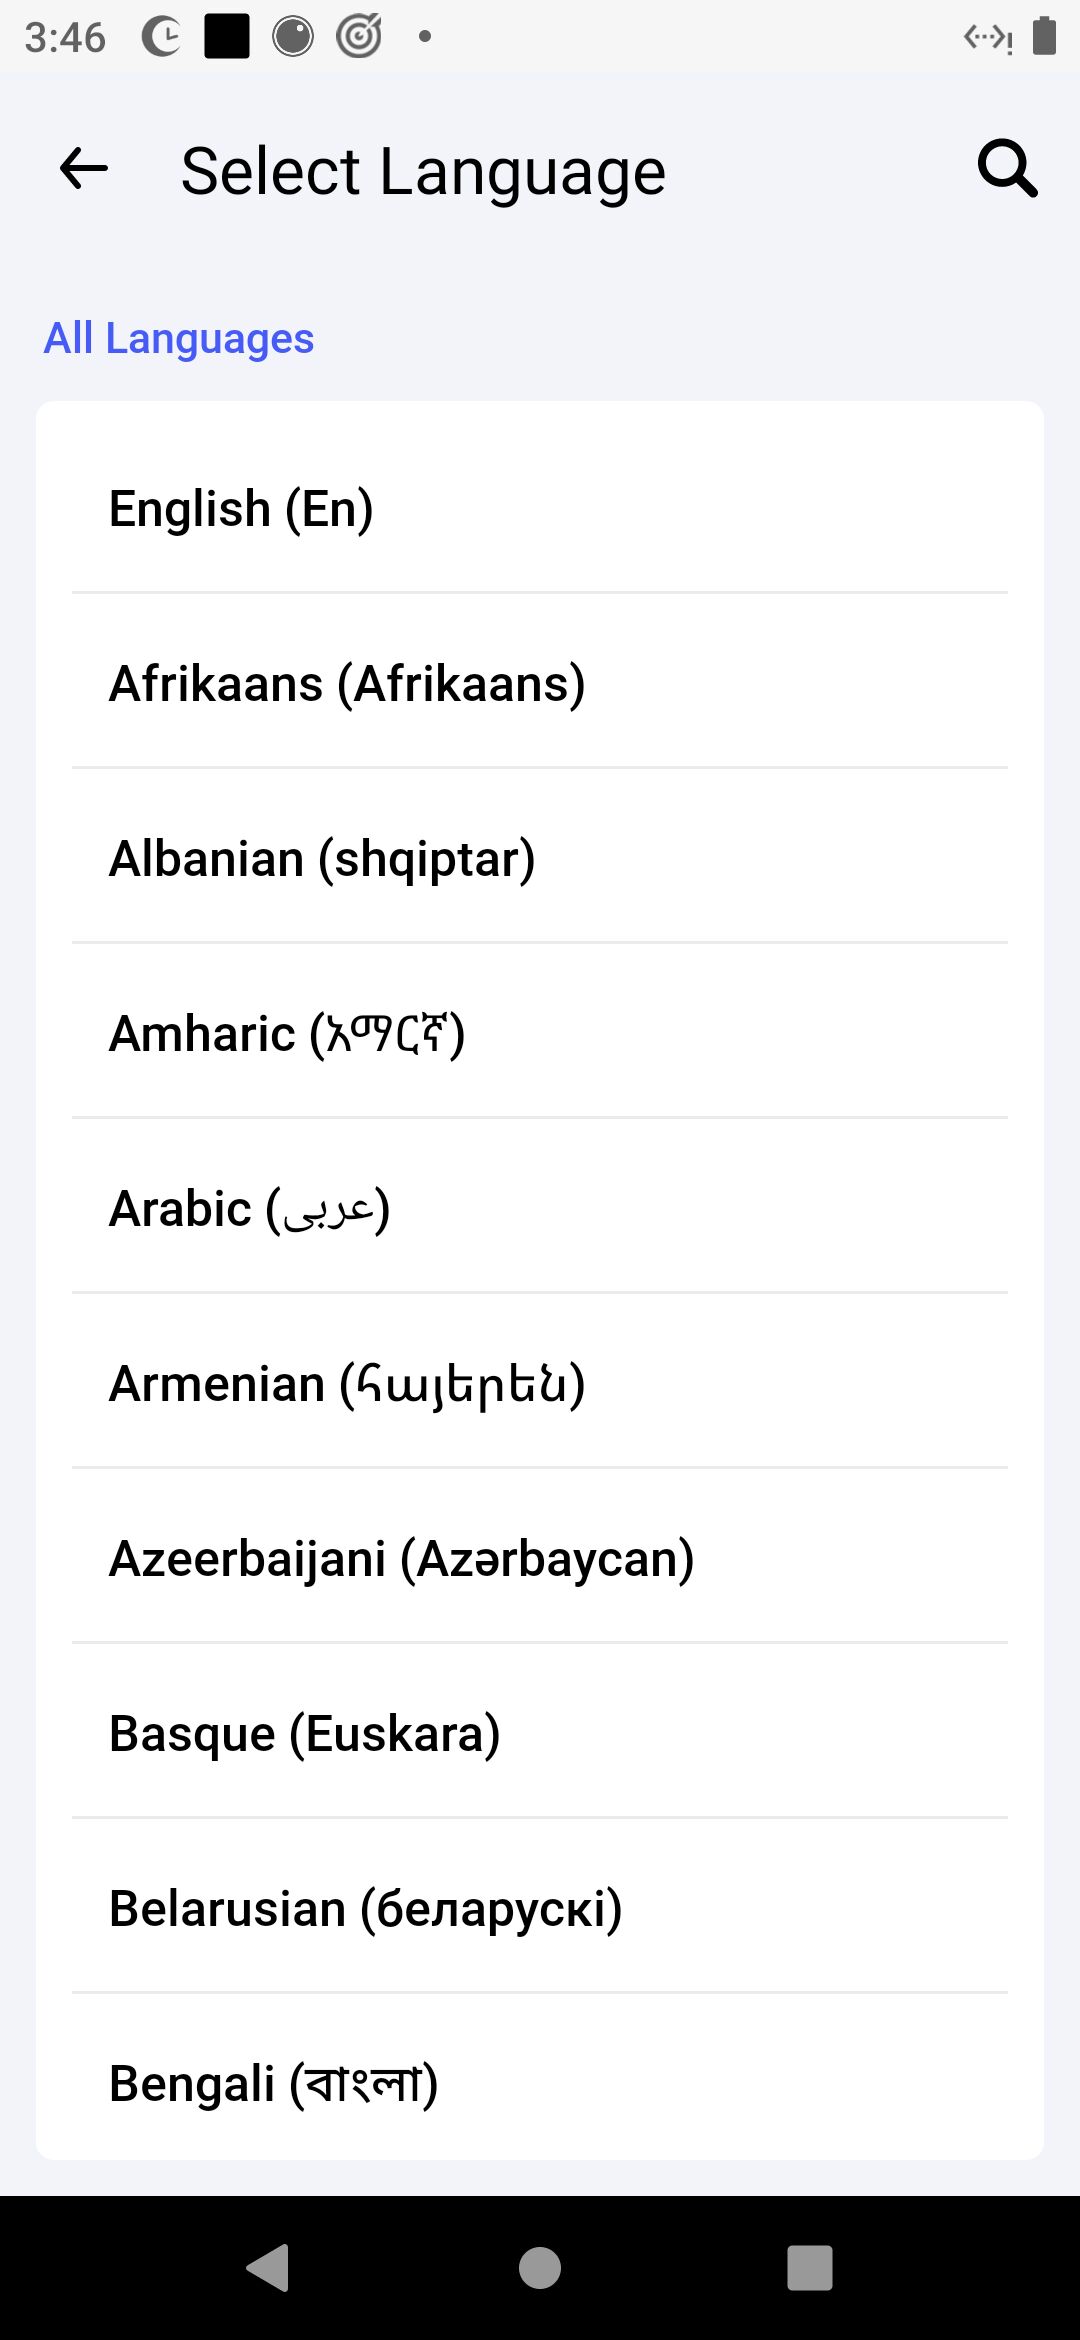 3:46
Select Language
All Languages
English (En)
Afrikaans (Afrikaans)
Albanian (shqiptar)
Amharic (አማርኛ)
Arabic (عربى)
Armenian (հայերեն)
Azeerbaijani (Azərbaycan)
Basque (Euskara)
Belarusian (беларускі)
Bengali (বাংলা)